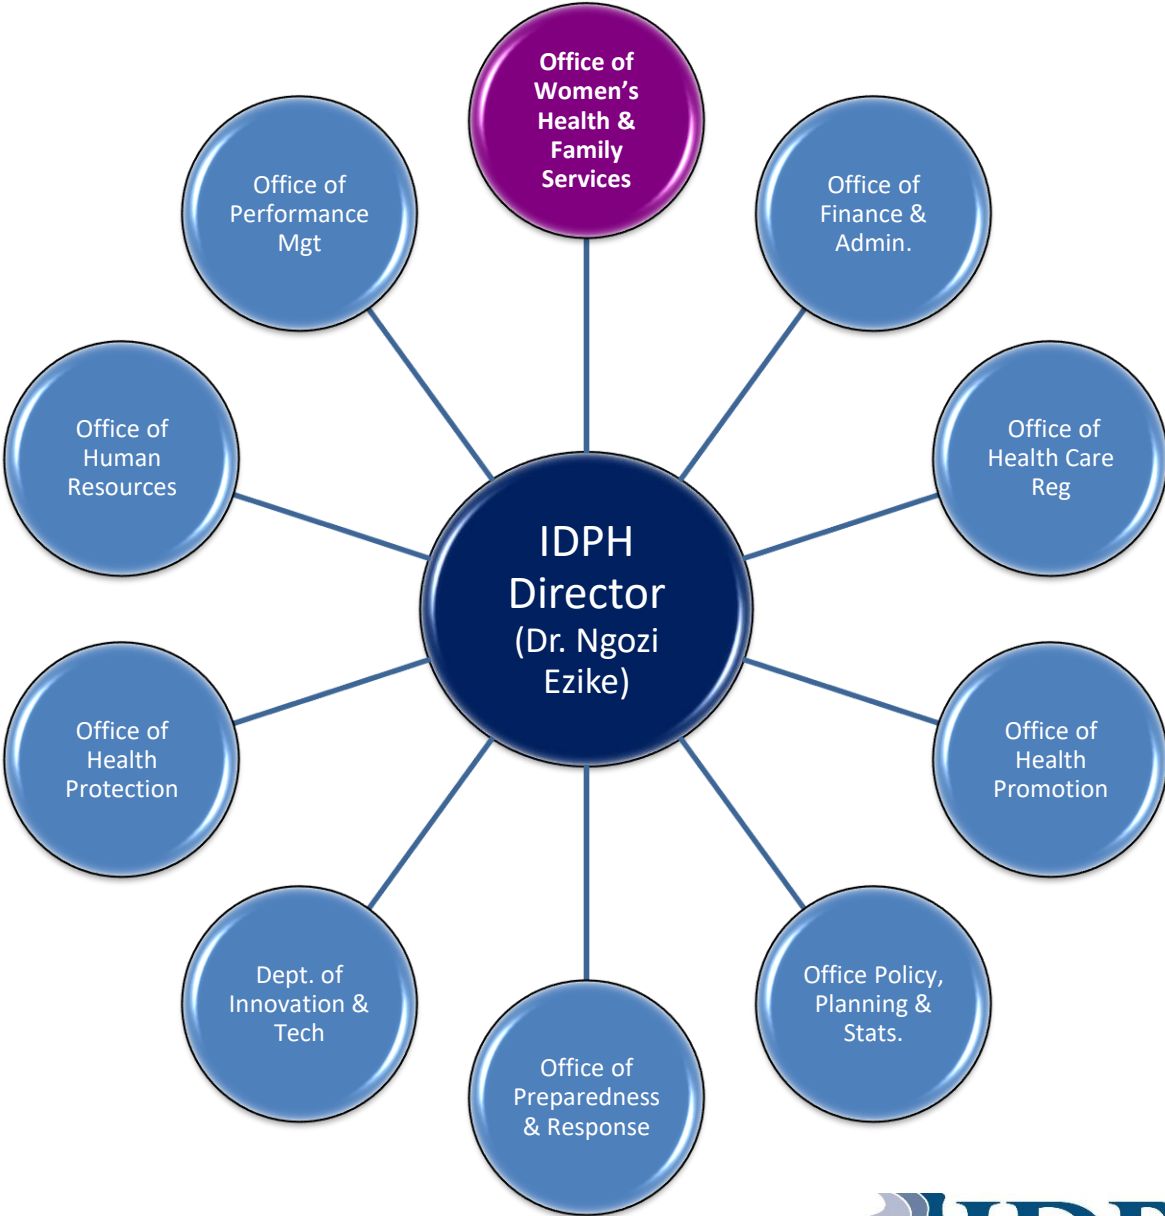 Office of
Women’s
Health &
Family
Services
Office of
Finance &
Admin.
Office of
Health Care
Reg
Office of
Health
Promotion
Office Policy,
Planning &
Stats.
Office of
Preparedness
& Response
Dept. of
Innovation &
Tech
Office of
Health
Protection
Office of
Human
Resources
Office of
Performance
Mgt
IDPH
Director
(Dr. Ngozi
Ezike)